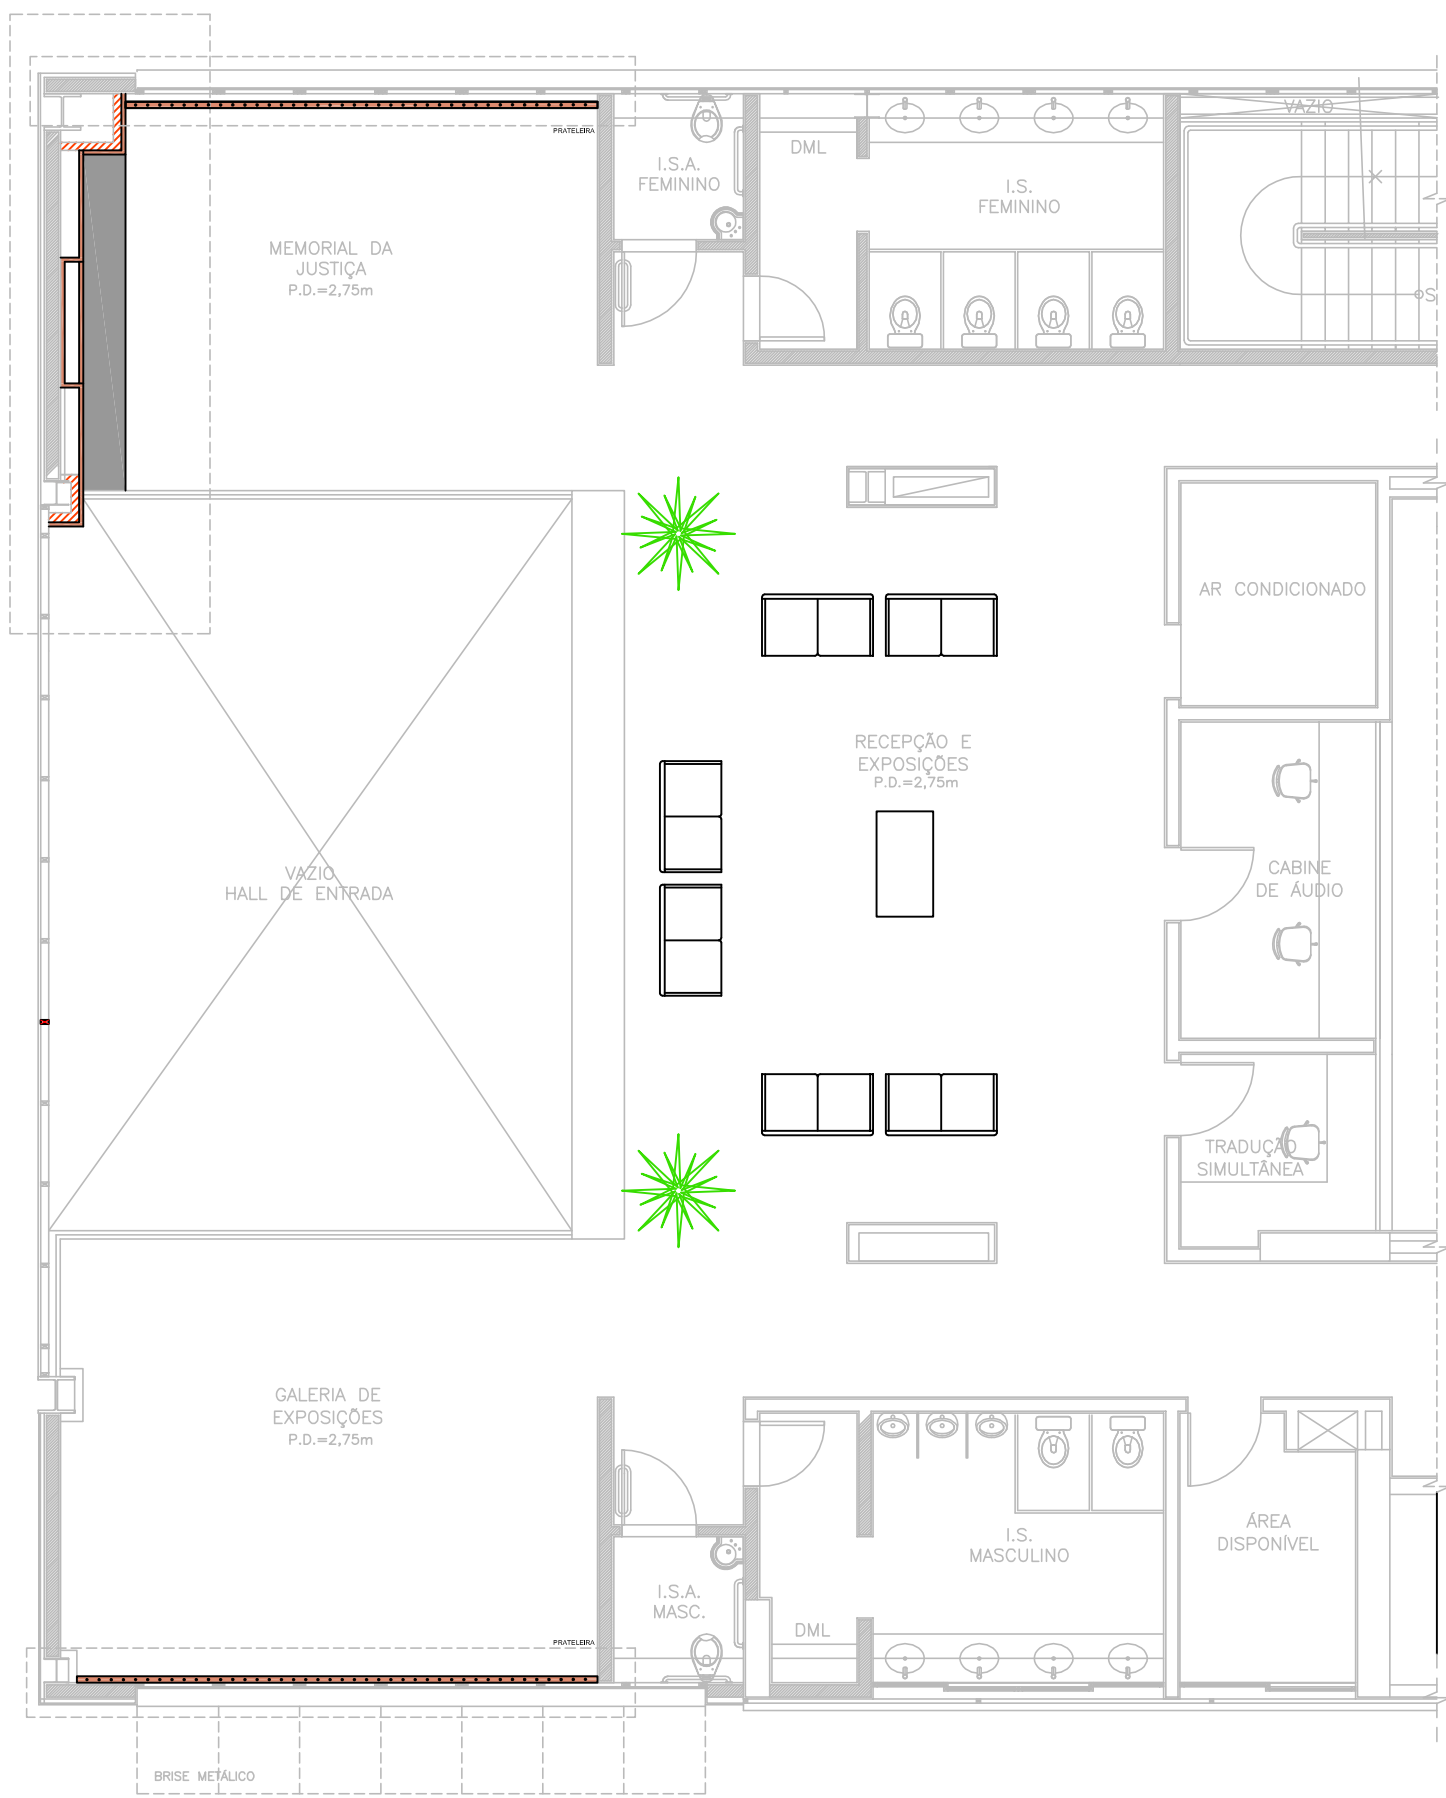 VAZIO
PRATELEIRA
DML
I.S.A.
FEMININO
I.S.
FEMININO
MEMORIAL DA
JUSTIÇA
P.D.=2,75m
S
AR CONDICIONADO
RECEPÇÃO E
EXPOSIÇÕES
P.D.=2,75m
VAZIO
HALL DE ENTRADA
CABINE
DE ÁUDIO
TRADUÇÃO
SIMULTÂNEA
GALERIA DE
EXPOSIÇÕES
P.D.=2,75m
I.S.
MASCULINO
ÁREA
DISPONÍVEL
I.S.A.
MASC.
DML
PRATELEIRA
BRISE METÁLICO